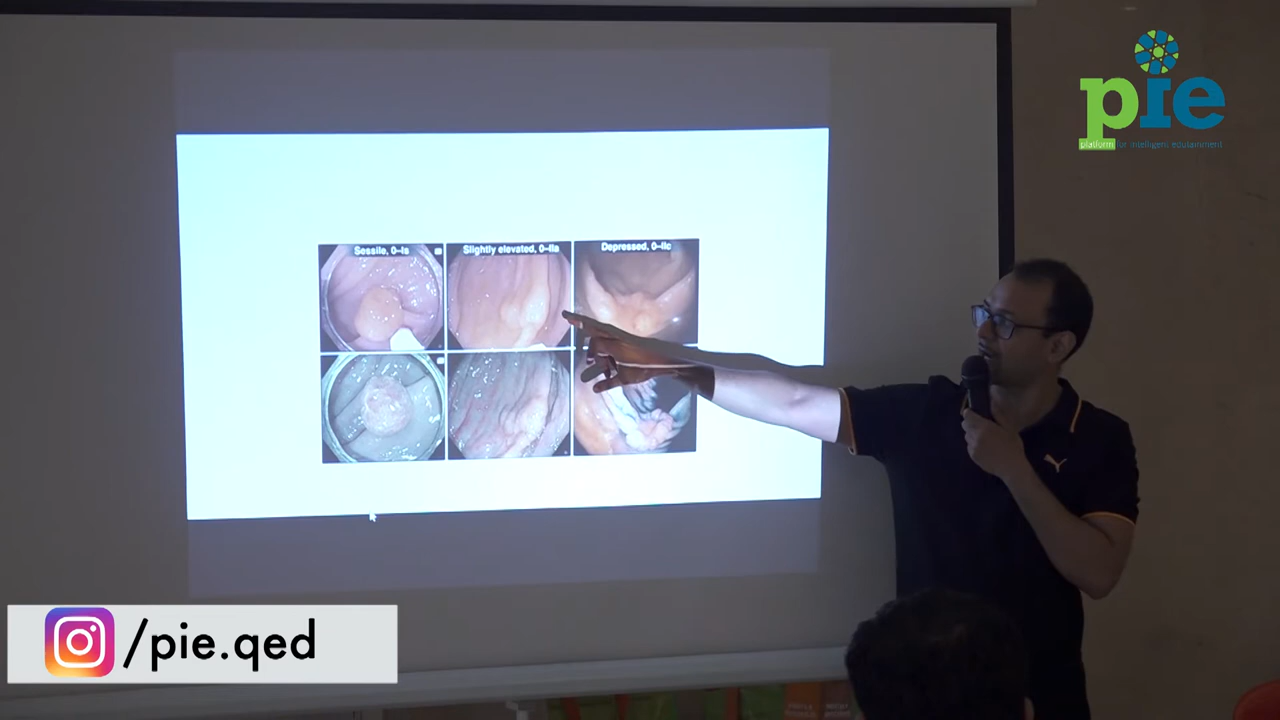 pie
platform for intelligent edutainment
Sessile, 0–Is
Slightly elevated, 0–IIa
Depressed, 0–IIc
/pie.qed